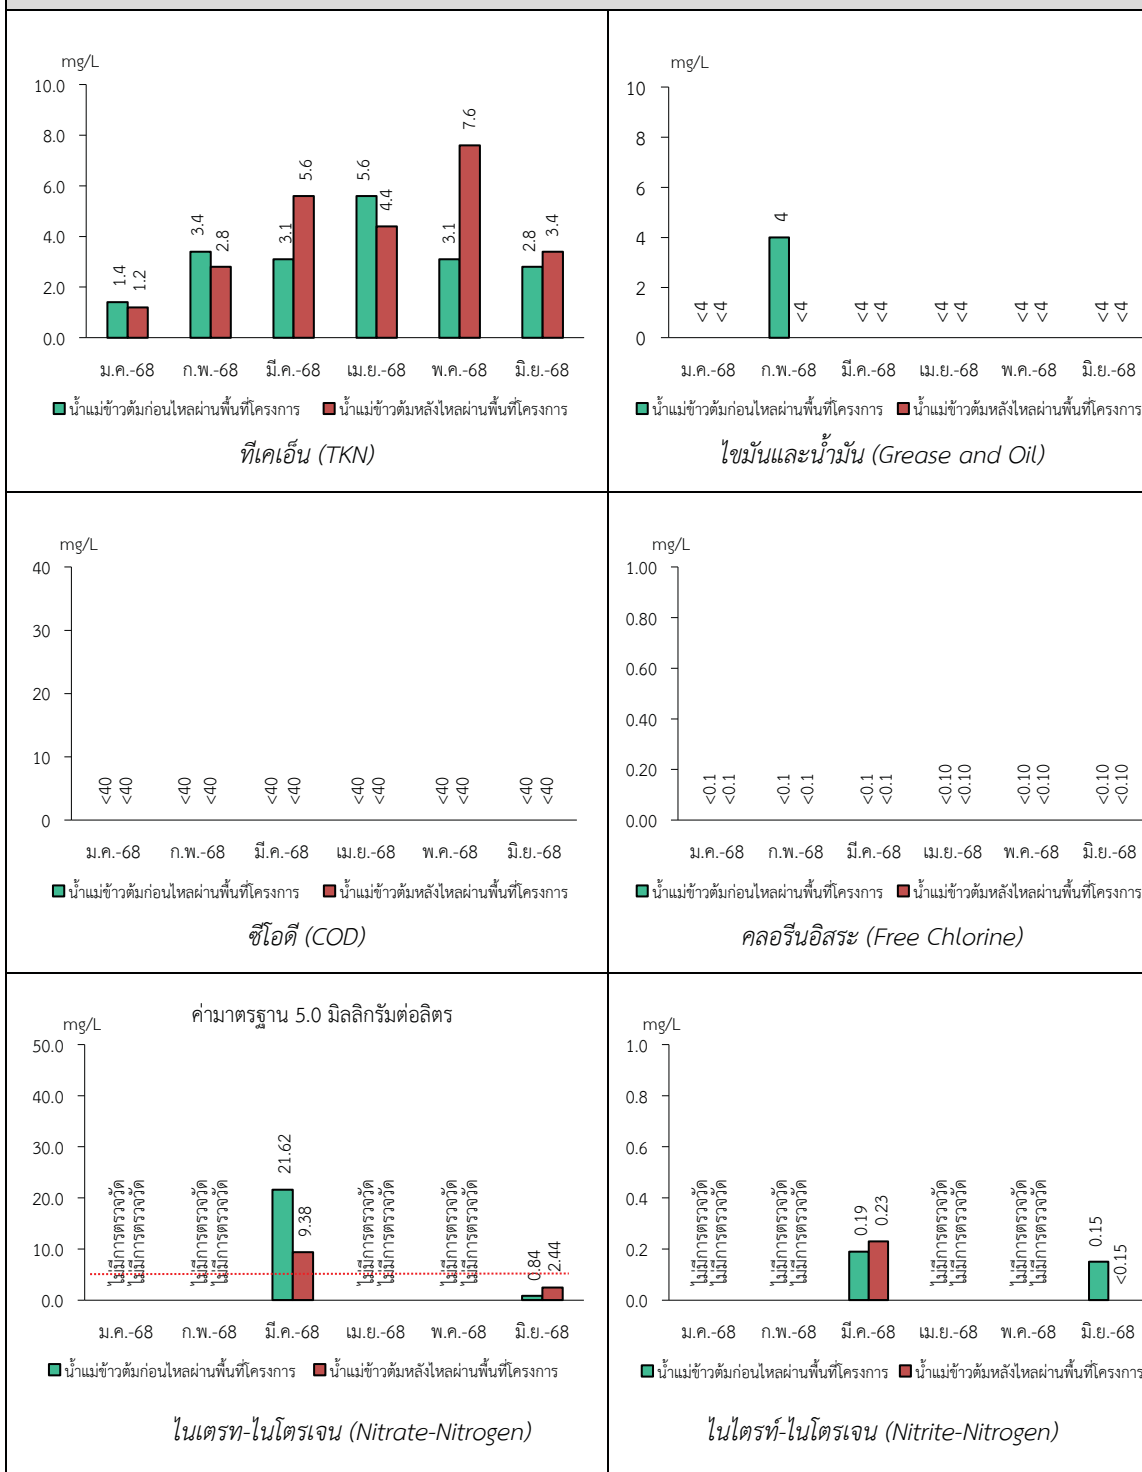 mg/L
10.0
8.0
6.0
4.0
2.0
0.0
1.4
1.2
3.4
2.8
3.1
5.6
5.6
4.4
3.1
7.6
2.8
3.4
ม.ค.-68 ก.พ.-68 มี.ค.-68 เม.ย.-68 พ.ค.-68 มิ.ย.-68
น้ำแม่ข้าวต้มก่อนไหลผ่านพื้นที่โครงการ น้ำแม่ข้าวต้มหลังไหลผ่านพื้นที่โครงการ
ทีเคเอ็น (TKN)
mg/L
10
8
6
4
2
0
<4
<4
4
<4
<4
<4
<4
<4
<4
<4
<4
<4
ม.ค.-68 ก.พ.-68 มี.ค.-68 เม.ย.-68 พ.ค.-68 มิ.ย.-68
น้ำแม่ข้าวต้มก่อนไหลผ่านพื้นที่โครงการ น้ำแม่ข้าวต้มหลังไหลผ่านพื้นที่โครงการ
ไขมันและน้ำมัน (Grease and Oil)
mg/L
40
30
20
10
0
<40
<40
<40
<40
<40
<40
<40
<40
<40
<40
<40
<40
ม.ค.-68 ก.พ.-68 มี.ค.-68 เม.ย.-68 พ.ค.-68 มิ.ย.-68
น้ำแม่ข้าวต้มก่อนไหลผ่านพื้นที่โครงการ น้ำแม่ข้าวต้มหลังไหลผ่านพื้นที่โครงการ
ซีโอดี (COD)
mg/L
1.00
0.80
0.60
0.40
0.20
0.00
<0.1
<0.1
<0.1
<0.1
<0.1
<0.1
<0.10
<0.10
<0.10
<0.10
<0.10
<0.10
ม.ค.-68 ก.พ.-68 มี.ค.-68 เม.ย.-68 พ.ค.-68 มิ.ย.-68
น้ำแม่ข้าวต้มก่อนไหลผ่านพื้นที่โครงการ น้ำแม่ข้าวต้มหลังไหลผ่านพื้นที่โครงการ
คลอรีนอิสระ (Free Chlorine)
ค่ามาตรฐาน 5.0 มิลลิกรัมต่อลิตร
mg/L
50.0
40.0
30.0
20.0
10.0
0.0
ไม่มีการตรวจวัด
ไม่มีการตรวจวัด
ไม่มีการตรวจวัด
ไม่มีการตรวจวัด
21.62
9.38
ไม่มีการตรวจวัด
ไม่มีการตรวจวัด
ไม่มีการตรวจวัด
ไม่มีการตรวจวัด
0.84
2.44
ม.ค.-68 ก.พ.-68 มี.ค.-68 เม.ย.-68 พ.ค.-68 มิ.ย.-68
น้ำแม่ข้าวต้มก่อนไหลผ่านพื้นที่โครงการ น้ำแม่ข้าวต้มหลังไหลผ่านพื้นที่โครงการ
ไนเตรท-ไนโตรเจน (Nitrate-Nitrogen)
mg/L
1.0
0.8
0.6
0.4
0.2
0.0
ไม่มีการตรวจวัด
ไม่มีการตรวจวัด
ไม่มีการตรวจวัด
ไม่มีการตรวจวัด
0.19
0.23
ไม่มีการตรวจวัด
ไม่มีการตรวจวัด
ไม่มีการตรวจวัด
ไม่มีการตรวจวัด
0.15
<0.15
ม.ค.-68 ก.พ.-68 มี.ค.-68 เม.ย.-68 พ.ค.-68 มิ.ย.-68
น้ำแม่ข้าวต้มก่อนไหลผ่านพื้นที่โครงการ น้ำแม่ข้าวต้มหลังไหลผ่านพื้นที่โครงการ
ไนไตรท์-ไนโตรเจน (Nitrite-Nitrogen)